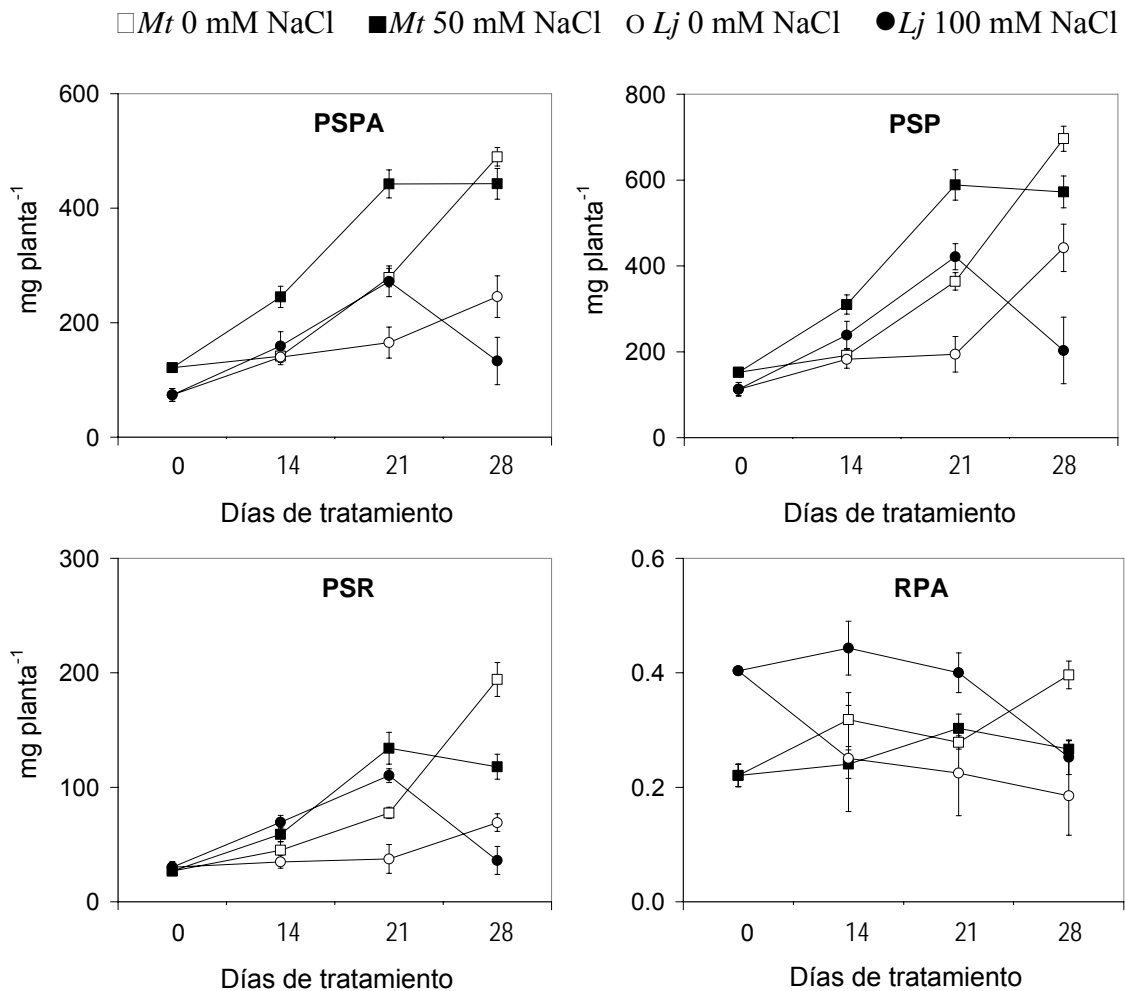 □Mt 0 mM NaCl ■Mt 50 mM NaCl ○ Lj 0 mM NaCl ●Lj 100 mM NaCl
PSPA
mg planta⁻¹
600
400
200
0
0 14 21 28
Días de tratamiento
PSP
mg planta⁻¹
800
600
400
200
0
0 14 21 28
Días de tratamiento
PSR
mg planta⁻¹
300
200
100
0
0 14 21 28
Días de tratamiento
RPA
0.6
0.4
0.2
0.0
0 14 21 28
Días de tratamiento